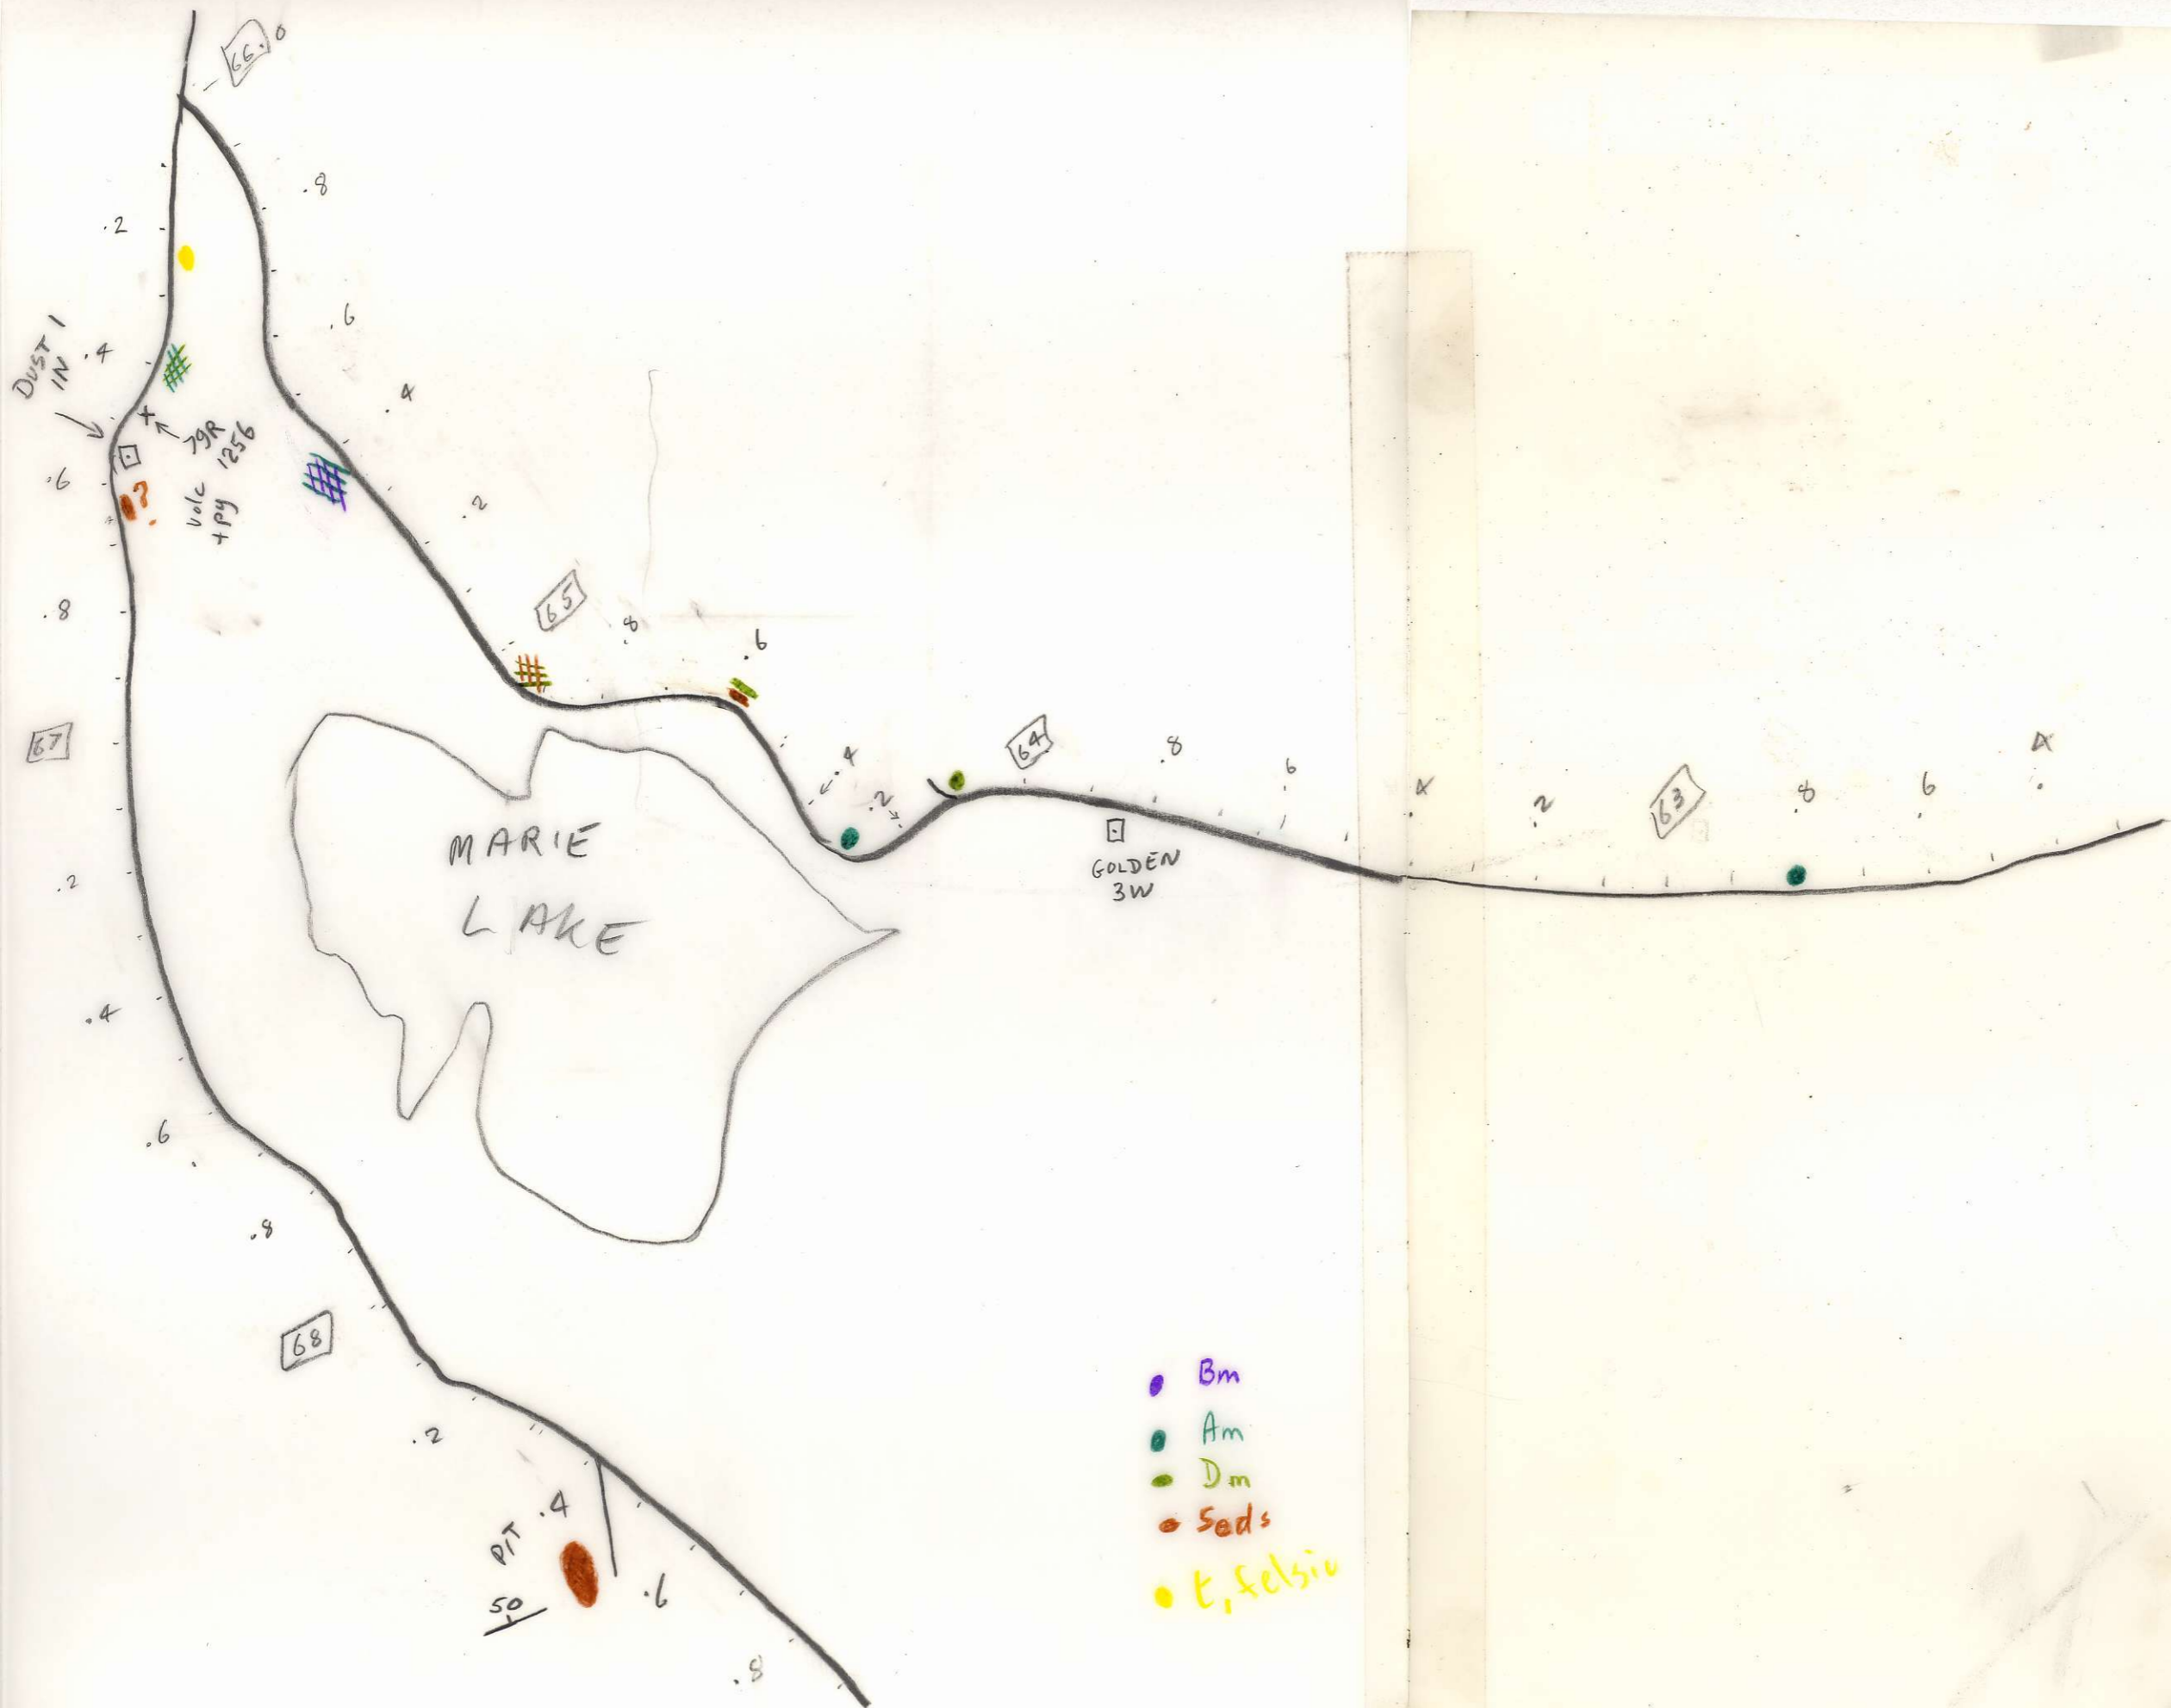 66.0
.8
.2
.6
DUST 1
IN
.4
.4
79R
1256
volc
+ py
.6
?
.2
65
.8
.8
.6
67
64
.4
.8
.2
6
4
.2
63
.8
6
4
MARIE
LAKE
GOLDEN
3W
.2
.4
.6
.8
68
.2
Bm
Am
Dm
Seds
t, felsic
PIT
.4
50
.6
.8